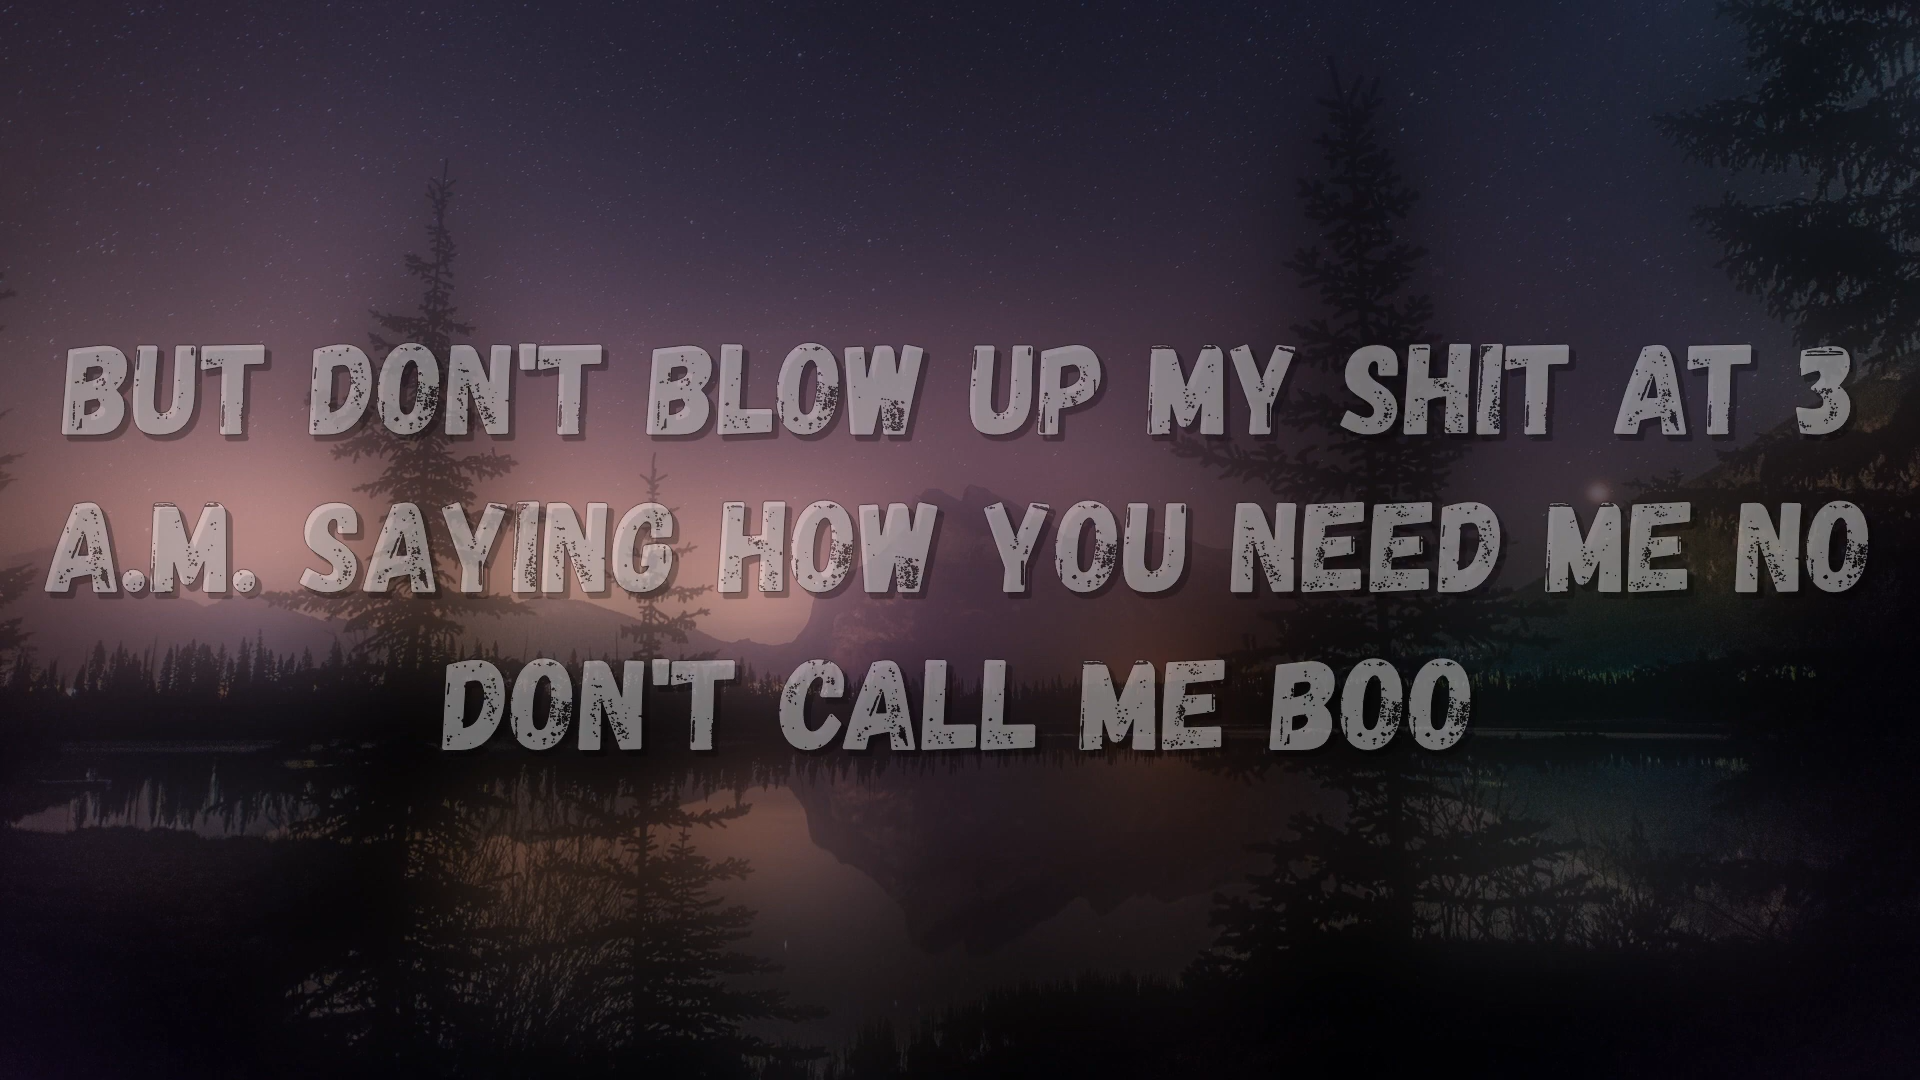 BUT DON'T BLOW UP MY SHIT AT 3
A.M. SAYING HOW YOU NEED ME NO
DON'T CALL ME BOO